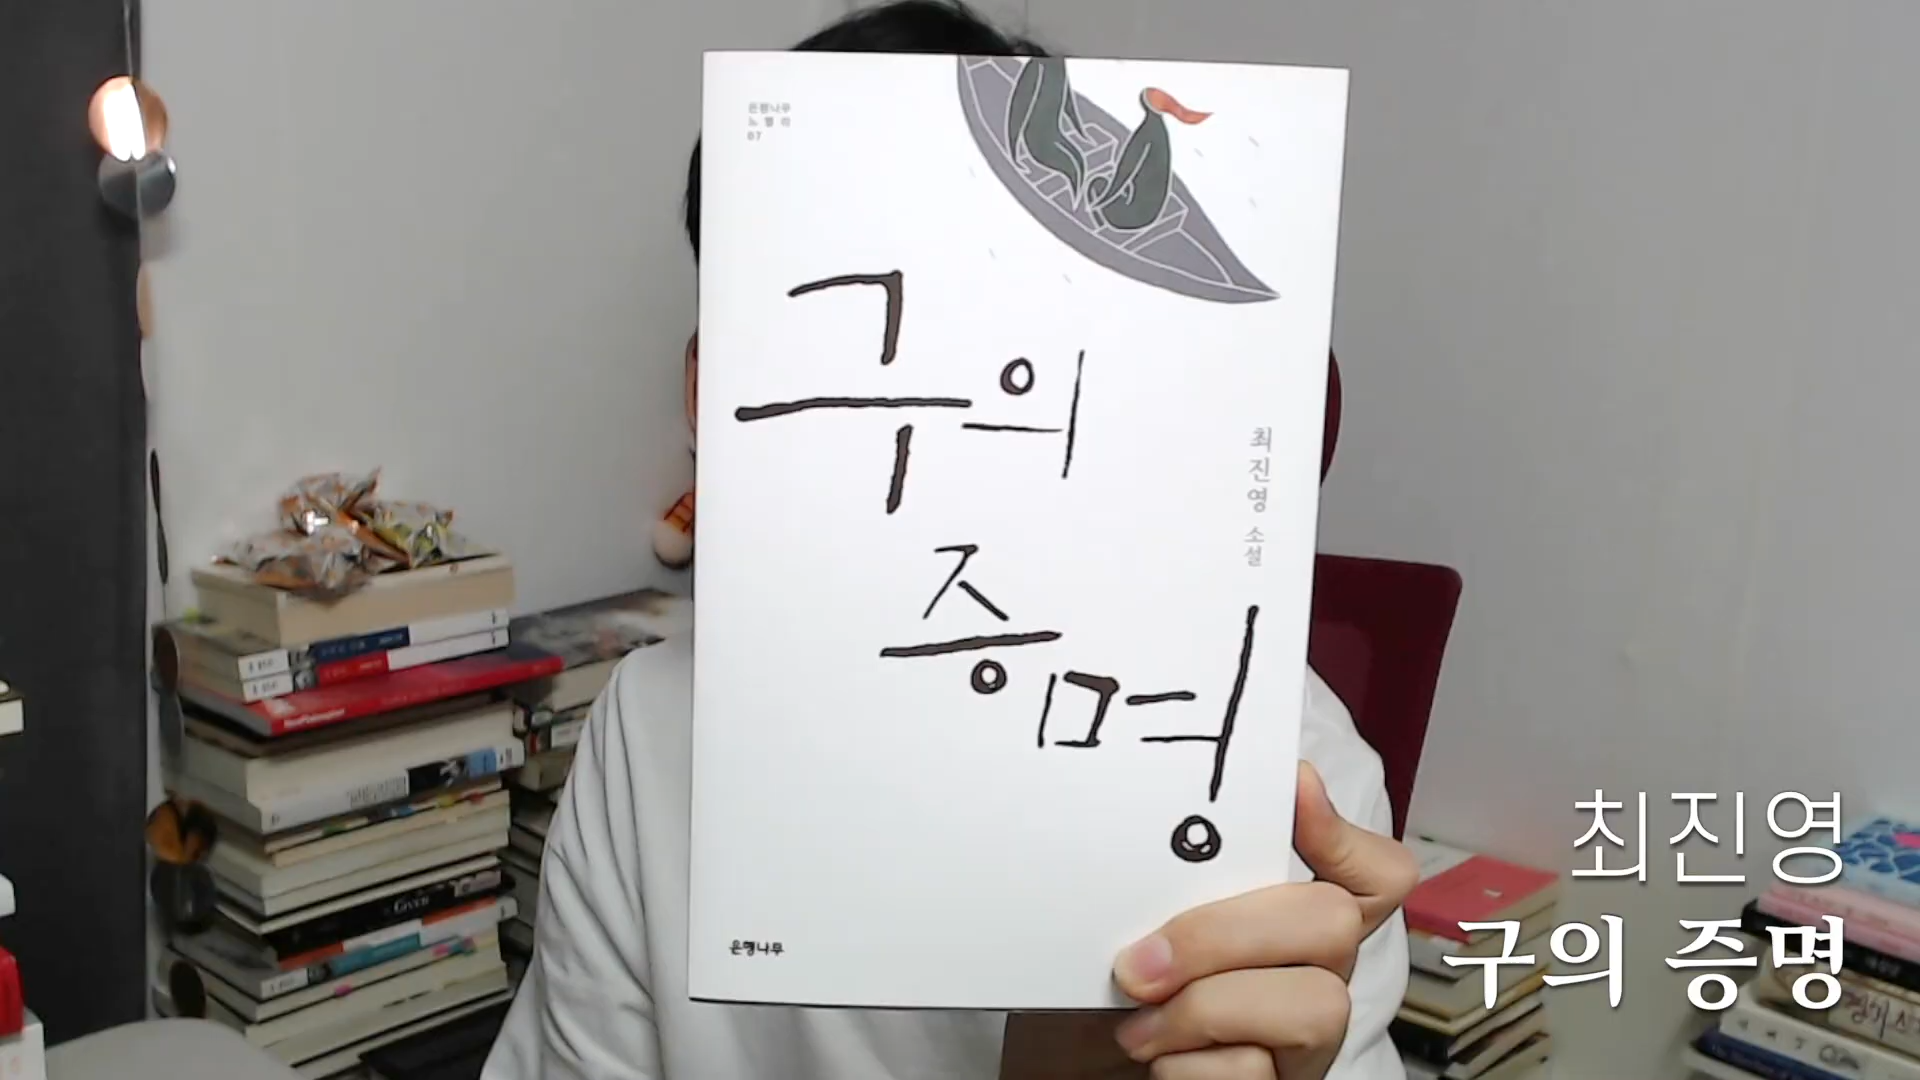 은행나무
노벨라
07
구의
증명
최진영 소설
은행나무
최진영
구의 증명
Given